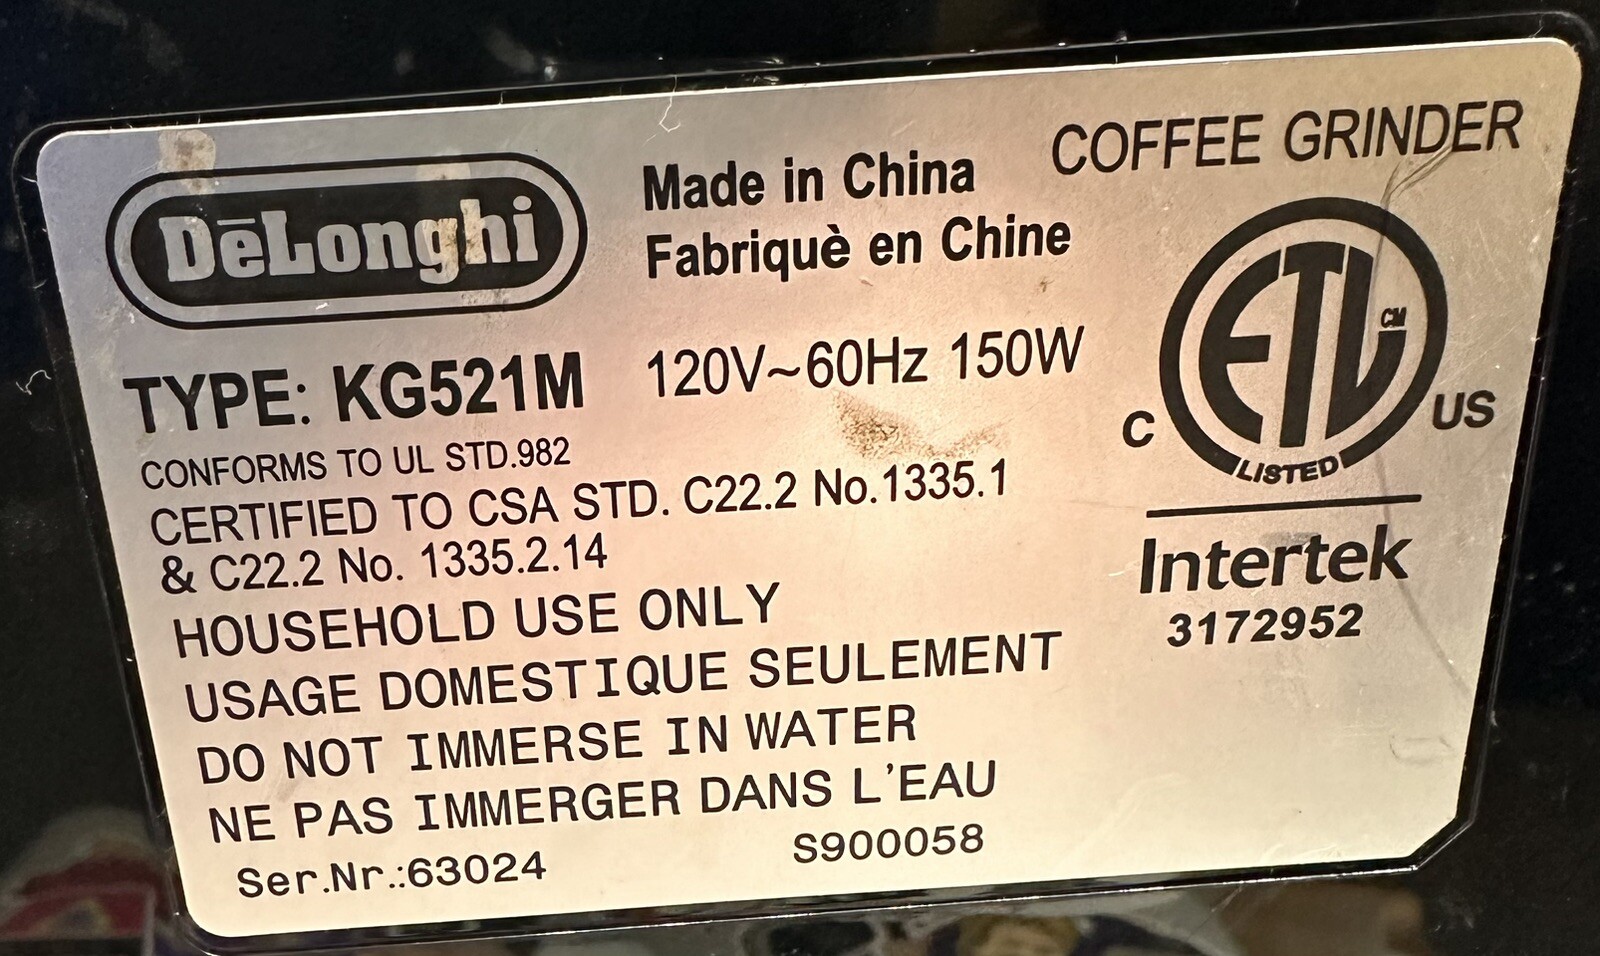 DēLonghi
Made in China
Fabriquè en Chine
COFFEE GRINDER
TYPE: KG521M
120V~60Hz 150W
CONFORMS TO UL STD.982
CERTIFIED TO CSA STD. C22.2 No.1335.1
& C22.2 No. 1335.2.14
HOUSEHOLD USE ONLY
USAGE DOMESTIQUE SEULEMENT
DO NOT IMMERSE IN WATER
NE PAS IMMERGER DANS L'EAU
Ser.Nr.:63024
S900058
ETL CM
C US
LISTED
Intertek
3172952